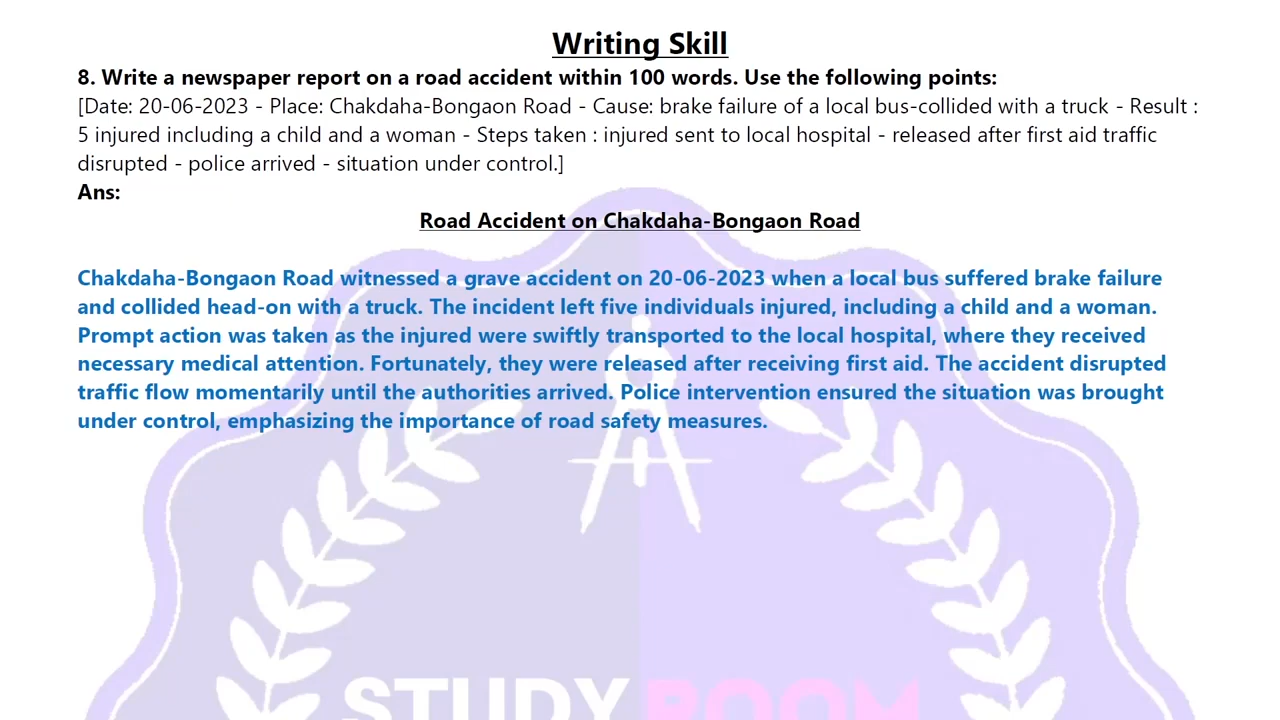 Writing Skill
8. Write a newspaper report on a road accident within 100 words. Use the following points:
[Date: 20-06-2023 - Place: Chakdaha-Bongaon Road - Cause: brake failure of a local bus-collided with a truck - Result :
5 injured including a child and a woman - Steps taken : injured sent to local hospital - released after first aid traffic
disrupted - police arrived - situation under control.]
Ans:
Road Accident on Chakdaha-Bongaon Road
Chakdaha-Bongaon Road witnessed a grave accident on 20-06-2023 when a local bus suffered brake failure
and collided head-on with a truck. The incident left five individuals injured, including a child and a woman.
Prompt action was taken as the injured were swiftly transported to the local hospital, where they received
necessary medical attention. Fortunately, they were released after receiving first aid. The accident disrupted
traffic flow momentarily until the authorities arrived. Police intervention ensured the situation was brought
under control, emphasizing the importance of road safety measures.
STUDY ROOM